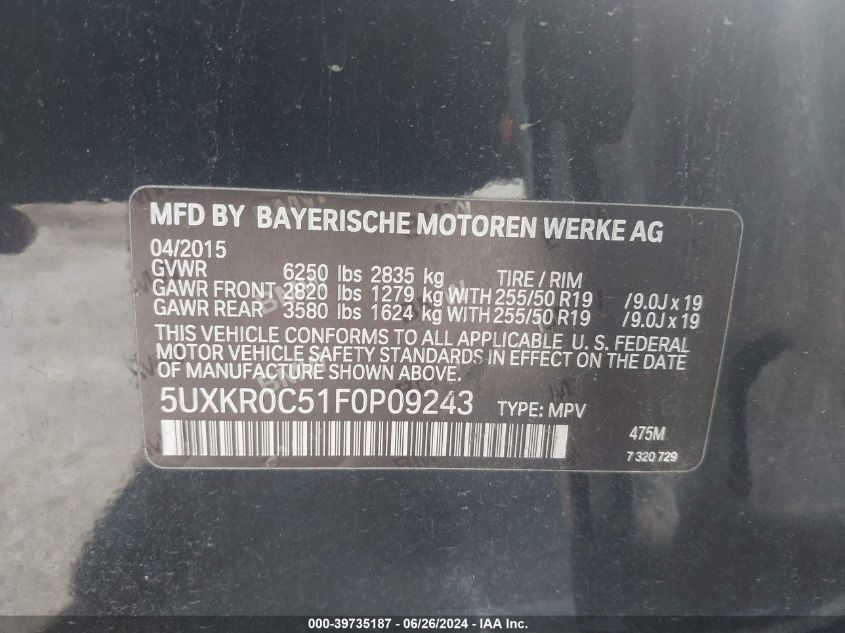 MFD BY BAYERISCHE MOTOREN WERKE AG
04/2015
GVWR 6250 lbs 2835 kg TIRE / RIM
GAWR FRONT 2820 lbs 1279 kg WITH 255/50 R19 /9.0J x 19
GAWR REAR 3580 lbs 1624 kg WITH 255/50 R19 /9.0J x 19
THIS VEHICLE CONFORMS TO ALL APPLICABLE U. S. FEDERAL
MOTOR VEHICLE SAFETY STANDARDS IN EFFECT ON THE DATE
OF MANUFACTURE SHOWN ABOVE.
5UXKR0C51F0P09243 TYPE: MPV
475M
7 320 729
000-39735187 - 06/26/2024 - IAA Inc.